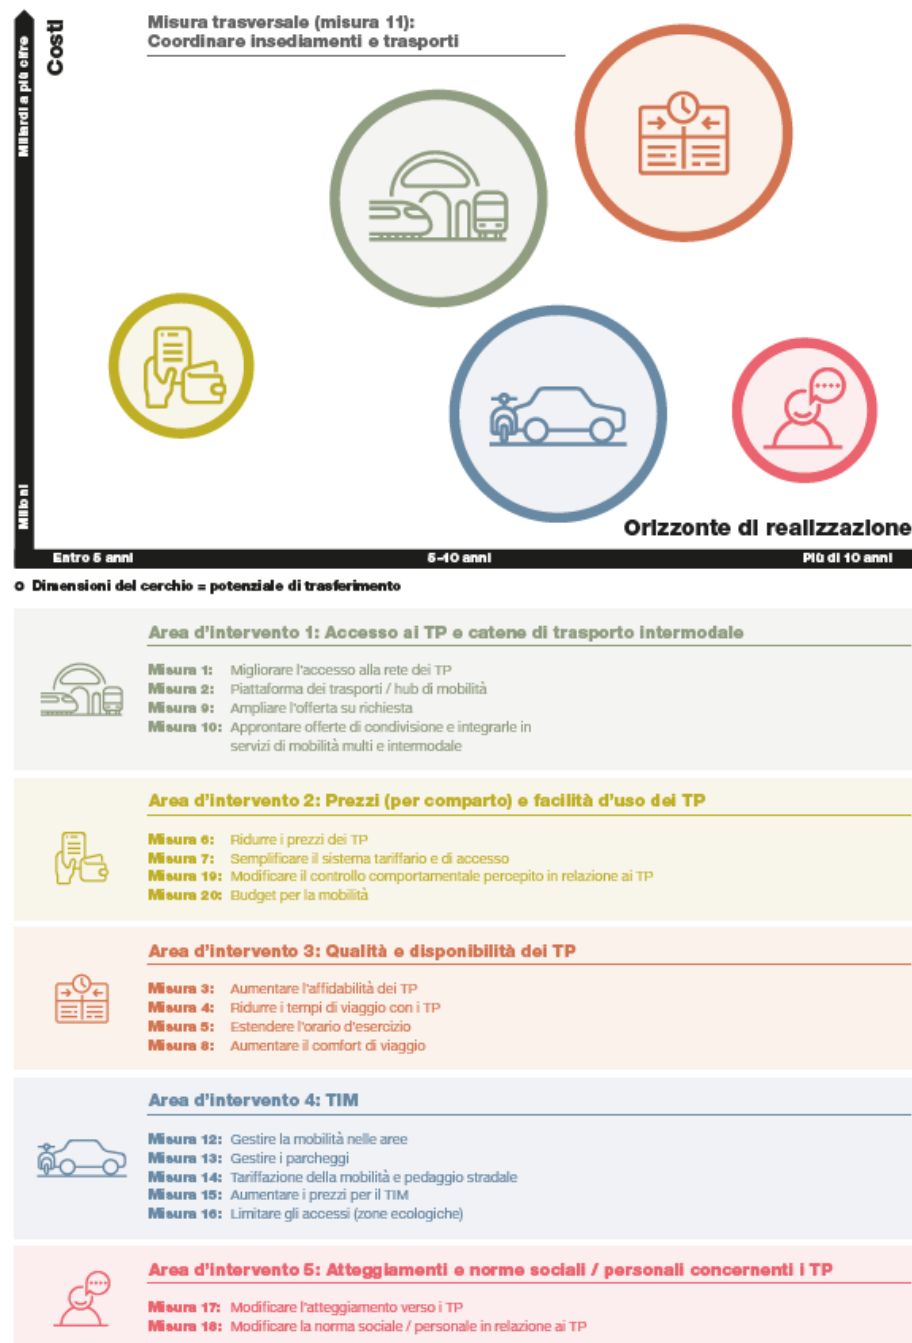 Costi
Miliardi a più cifre
Milioni
Misura trasversale (misura 11):
Coordinare insediamenti e trasporti
Orizzonte di realizzazione
Entro 5 anni
5–10 anni
Più di 10 anni
Dimensioni del cerchio = potenziale di trasferimento
Area d'intervento 1: Accesso ai TP e catene di trasporto intermodale
Misura 1: Migliorare l'accesso alla rete dei TP
Misura 2: Piattaforma dei trasporti / hub di mobilità
Misura 9: Ampliare l'offerta su richiesta
Misura 10: Approntare offerte di condivisione e integrarle in
servizi di mobilità multi e intermodale
Area d'intervento 2: Prezzi (per comparto) e facilità d'uso dei TP
Misura 6: Ridurre i prezzi dei TP
Misura 7: Semplificare il sistema tariffario e di accesso
Misura 19: Modificare il controllo comportamentale percepito in relazione ai TP
Misura 20: Budget per la mobilità
Area d'intervento 3: Qualità e disponibilità dei TP
Misura 3: Aumentare l'affidabilità dei TP
Misura 4: Ridurre i tempi di viaggio con i TP
Misura 5: Estendere l'orario d'esercizio
Misura 8: Aumentare il comfort di viaggio
Area d'intervento 4: TIM
Misura 12: Gestire la mobilità nelle aree
Misura 13: Gestire i parcheggi
Misura 14: Tariffazione della mobilità e pedaggio stradale
Misura 15: Aumentare i prezzi per il TIM
Misura 16: Limitare gli accessi (zone ecologiche)
Area d'intervento 5: Atteggiamenti e norme sociali / personali concernenti i TP
Misura 17: Modificare l'atteggiamento verso i TP
Misura 18: Modificare la norma sociale / personale in relazione ai TP